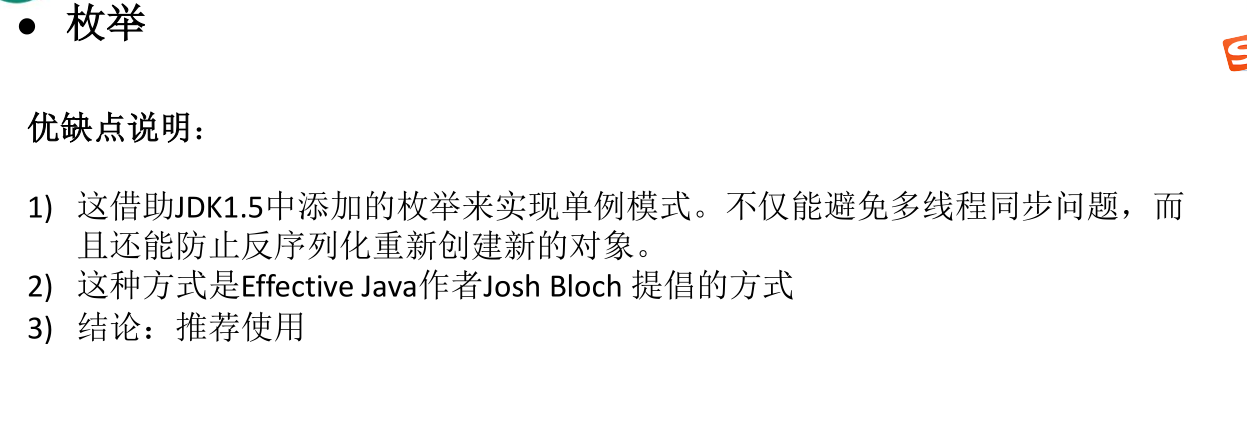 ● 枚举
优缺点说明：
1) 这借助JDK1.5中添加的枚举来实现单例模式。不仅能避免多线程同步问题，而
且还能防止反序列化重新创建新的对象。
2) 这种方式是Effective Java作者Josh Bloch 提倡的方式
3) 结论：推荐使用